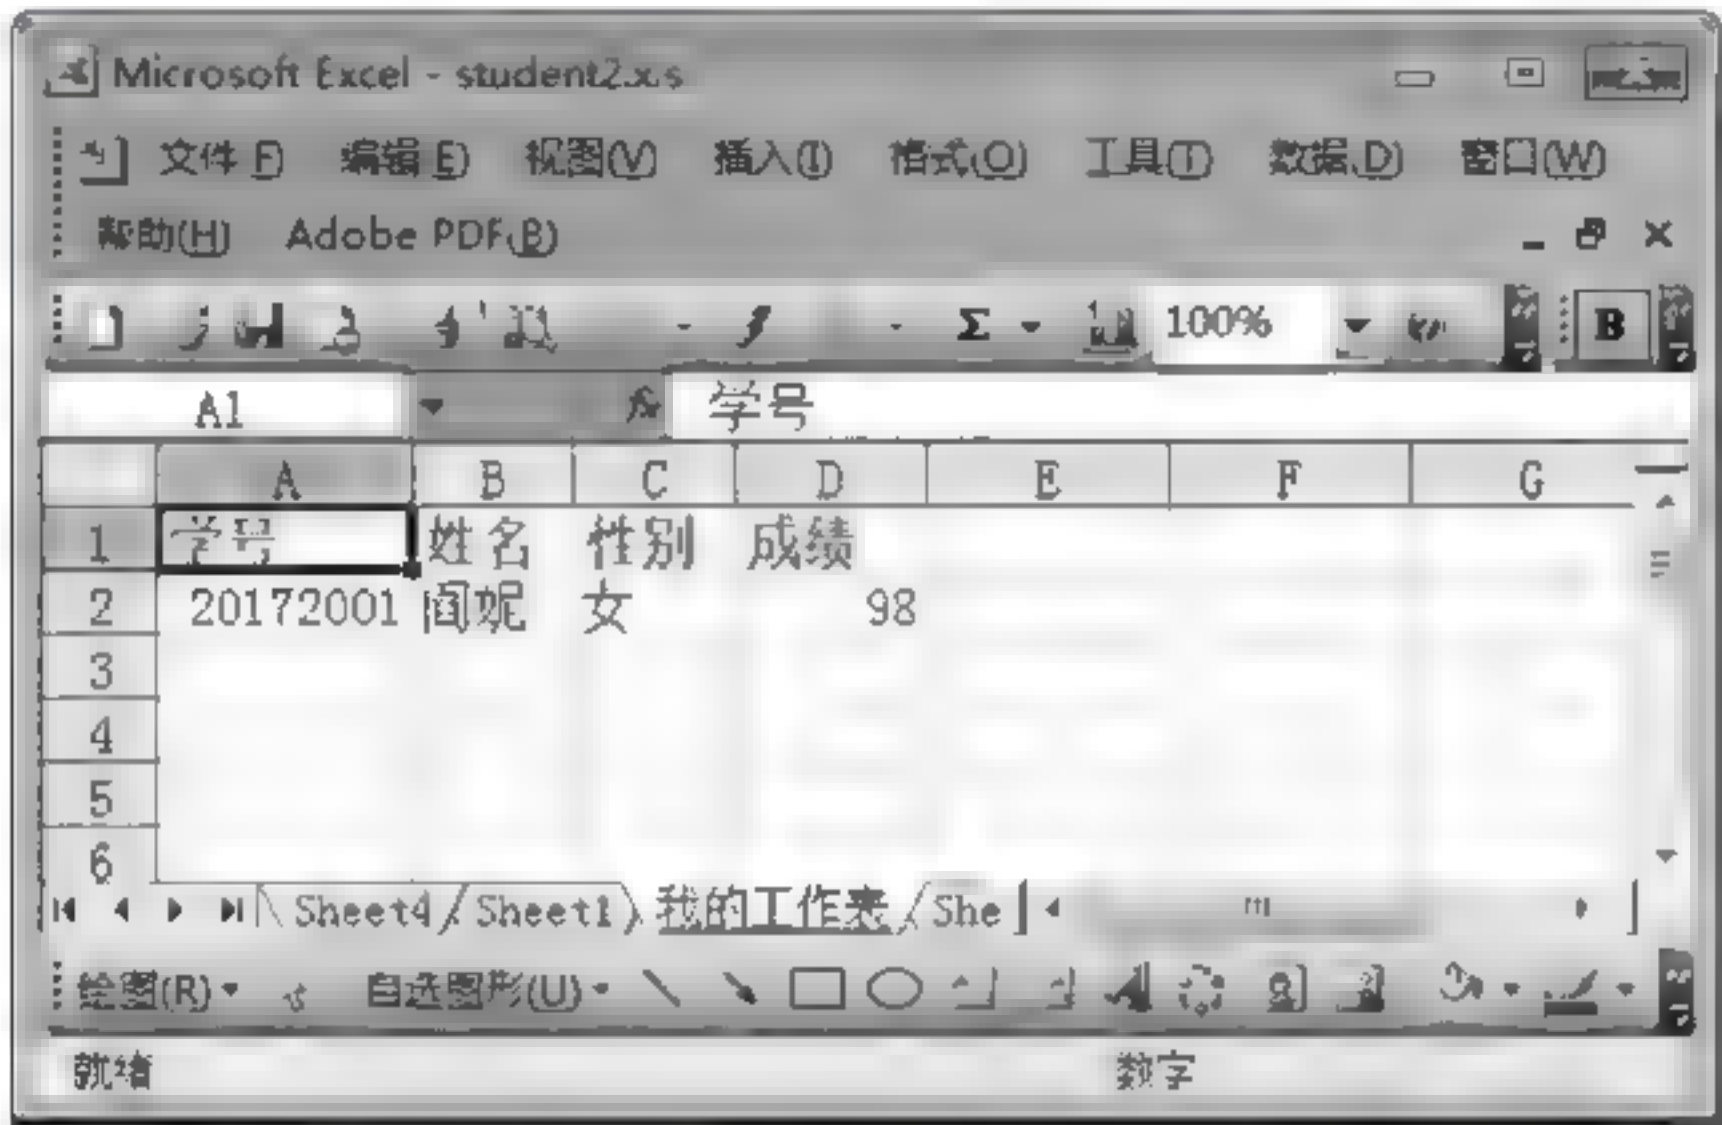 Microsoft Excel - student2.xls
文件(F) 编辑(E) 视图(V) 插入(I) 格式(O) 工具(T) 数据(D) 窗口(W)
帮助(H) Adobe PDF(B)
Σ 100% B
A1 fx 学号
A B C D E F G
1 学号 姓名 性别 成绩
2 20172001 闾妮 女 98
3
4
5
6
Sheet4 Sheet1 我的工作表 She
绘图(R) 自选图形(U)
就绪 数字